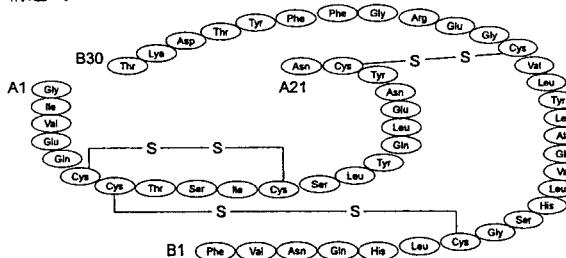 B30 Thr Lys Asp Thr Tyr Phe Phe Gly Arg Glu Gly Cys Val Leu Tyr
Leu His Ser Gly Cys Leu His Gln Asn Val Phe B1
A1 Gly Ile Val Glu Gln Cys Cys Thr Ser Ile Cys Ser Leu Tyr Gln Leu Glu Asn Tyr Cys Asn A21
S S
S S
S S